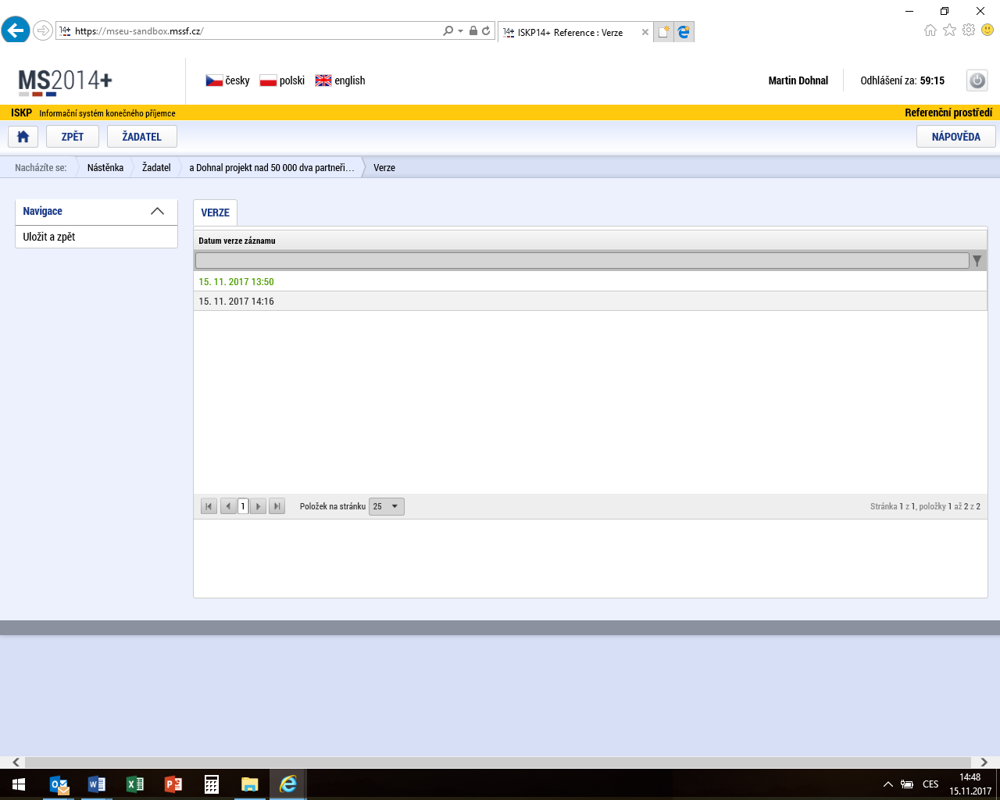 https://mseu-sandbox.mssf.cz/
14+ ISKP14+ Reference : Verze
MS2014+
česky polski english
Martin Dohnal
Odhlášení za: 59:15
ISKP Informační systém konečného příjemce
Referenční prostředí
ZPĚT
ŽADATEL
NÁPOVĚDA
Nacházíte se: Nástěnka Žadatel a Dohnal projekt nad 50 000 dva partneři… Verze
Navigace
Uložit a zpět
VERZE
Datum verze záznamu
15. 11. 2017 13:50
15. 11. 2017 14:16
1 Položek na stránku 25
Stránka 1 z 1, položky 1 až 2 z 2
CES
14:48
15.11.2017